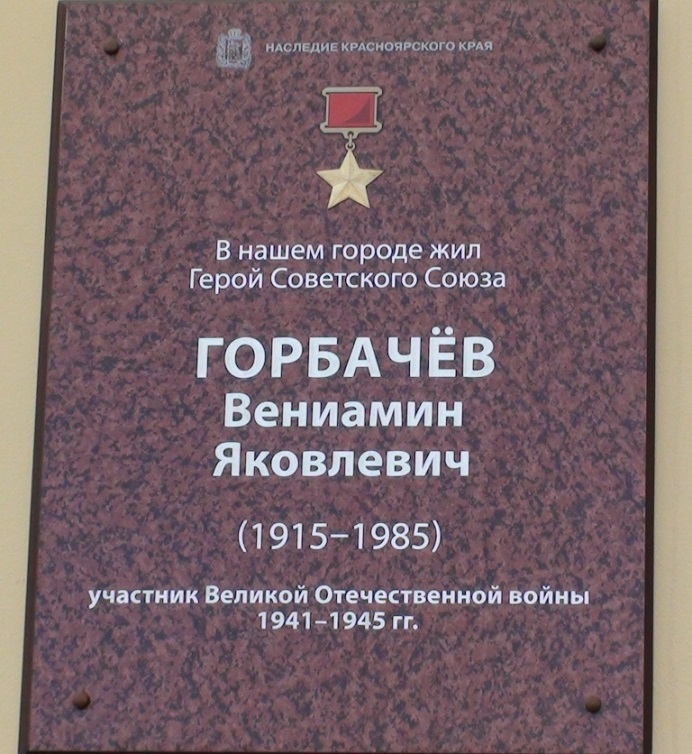 НАСЛЕДИЕ КРАСНОЯРСКОГО КРАЯ
В нашем городе жил
Герой Советского Союза
ГОРБАЧЁВ
Вениамин
Яковлевич
(1915–1985)
участник Великой Отечественной войны
1941–1945 гг.